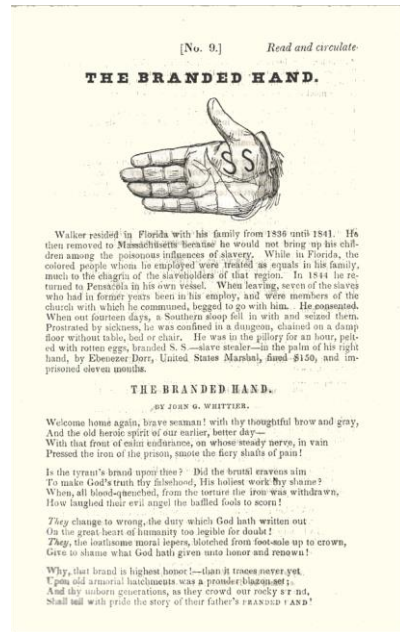 [No. 9.] Read and circulate
THE BRANDED HAND.
SS
Walker resided in Florida with his family from 1836 until 1841. He
then removed to Massachusetts because he would not bring up his chil-
dren among the poisonous influences of slavery. While in Florida, the
colored people whom he employed were treated as equals in his family,
much to the chagrin of the slaveholders of that region. In 1844 he re-
turned to Pensacola in his own vessel. When leaving, seven of the slaves
who had in former years been in his employ, and were members of the
church with which he communed, begged to go with him. He consented.
When out fourteen days, a Southern sloop fell in with and seized them.
Prostrated by sickness, he was confined in a dungeon, chained on a damp
floor without table, bed or chair. He was in the pillory for an hour, pelt-
ed with rotten eggs, branded S. S.—slave stealer—in the palm of his right
hand, by Ebenezer Dorr, United States Marshal, fined $150, and im-
prisoned eleven months.
THE BRANDED HAND.
BY JOHN G. WHITTIER.
Welcome home again, brave seaman! with thy thoughtful brow and gray,
And the old heroic spirit of our earlier, better day—
With that front of calm endurance, on whose steady nerve, in vain
Pressed the iron of the prison, smote the fiery shafts of pain!
Is the tyrant's brand upon thee? Did the brutal cravens aim
To make God's truth thy falsehood, His holiest work thy shame?
When, all blood-quenched, from the torture the iron was withdrawn,
How laughed their evil angel the baffled fools to scorn!
They change to wrong, the duty which God hath written out
On the great heart of humanity too legible for doubt!
They, the loathsome moral lepers, blotched from foot-sole up to crown,
Give to shame what God hath given unto honor and renown!
Why, that brand is highest honor!—than its traces never yet
Upon old armorial hatchments was a prouder blazon set;
And thy unborn generations, as they crowd our rocky ST ND,
Shall tell with pride the story of their father's BRANDED HAND!